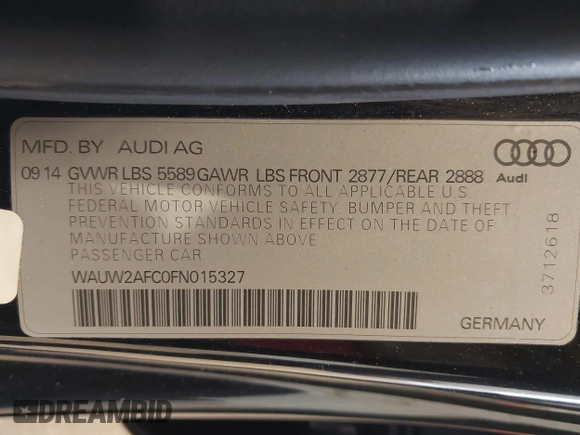 MFD. BY AUDI AG
09 14 GVWR LBS 5589 GAWR LBS FRONT 2877/REAR 2888
Audi
THIS VEHICLE CONFORMS TO ALL APPLICABLE U S
FEDERAL MOTOR VEHICLE SAFETY, BUMPER AND THEFT
PREVENTION STANDARDS IN EFFECT ON THE DATE OF
MANUFACTURE SHOWN ABOVE
PASSENGER CAR
WAUW2AFC0FN015327
3712618
GERMANY
DREAMBID